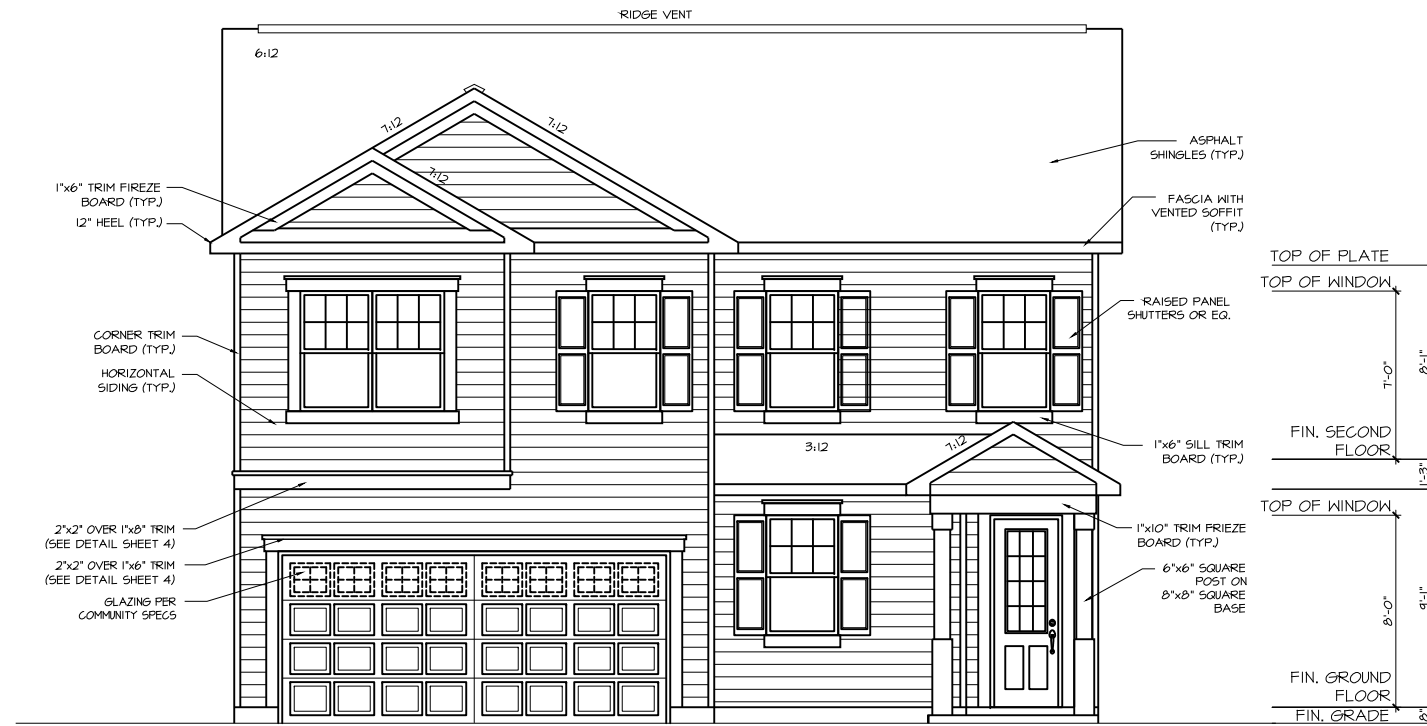 RIDGE VENT
6:12
7:12
7:12
7:12
ASPHALT
SHINGLES (TYP.)
1"x6" TRIM FIREZE
BOARD (TYP.)
12" HEEL (TYP.)
FASCIA WITH
VENTED SOFFIT
(TYP.)
TOP OF PLATE
TOP OF WINDOW
RAISED PANEL
SHUTTERS OR EQ.
CORNER TRIM
BOARD (TYP.)
HORIZONTAL
SIDING (TYP.)
7'-0"
8'-1"
3:12
7:12
1"x6" SILL TRIM
BOARD (TYP.)
FIN. SECOND
FLOOR
1'-3"
2"x2" OVER 1"x8" TRIM
(SEE DETAIL SHEET 4)
2"x2" OVER 1"x6" TRIM
(SEE DETAIL SHEET 4)
GLAZING PER
COMMUNITY SPECS
TOP OF WINDOW
1"x10" TRIM FRIEZE
BOARD (TYP.)
6"x6" SQUARE
POST ON
8"x8" SQUARE
BASE
8'-0"
9'-1"
FIN. GROUND
FLOOR
FIN. GRADE